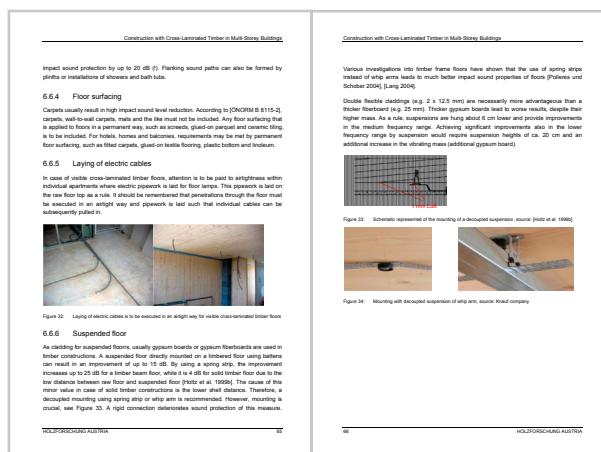 Construction with Cross-Laminated Timber in Multi-Storey Buildings
impact sound protection by up to 20 dB (!). Flanking sound paths can also be formed by
plinths or installations of showers and bath tubs.
6.6.4 Floor surfacing
Carpets usually result in high impact sound level reduction. According to [ÖNORM B 8115-2],
carpets, wall-to-wall carpets, mats and the like must not be included. Any floor surfacing that
is applied to floors in a permanent way, such as screeds, glued-on parquet and ceramic tiling,
is to be included. For hotels, homes and balconies, requirements may be met by permanent
floor surfacing, such as fitted carpets, glued-on textile flooring, plastic bottom and linoleum.
6.6.5 Laying of electric cables
In case of visible cross-laminated timber floors, attention is to be paid to airtightness within
individual apartments where electric pipework is laid for floor lamps. This pipework is laid on
the raw floor top as a rule. It should be remembered that penetrations through the floor must
be executed in an airtight way and pipework is laid such that individual cables can be
subsequently pulled in.
Figure 32: Laying of electric cables is to be executed in an airtight way for visible cross-laminated timber floors
6.6.6 Suspended floor
As cladding for suspended floorrs, usually gypsum boards or gypsum fiberboards are used in
timber constructions. A suspended floor directly mounted on a timbered floor using battens
can result in an improvement of up to 15 dB. By using a spring strip, the improvement
increases up to 25 dB for a timber beam floor, while it is 4 dB for solid timber floor due to the
low distance between raw floor and suspended floor [Holtz et al. 1999b]. The cause of this
minor value in case of solid timber constructions is the lower shell distance. Therefore, a
decoupled mounting using spring strip or whip arm is recommended. However, mounting is
crucial, see Figure 33. A rigid connection deteriorates sound protection of this measure.
HOLZFORSCHUNG AUSTRIA 65
Construction with Cross-Laminated Timber in Multi-Storey Buildings
Various investigations into timber frame floors have shown that the use of spring strips
instead of whip arms leads to much better impact sound properties of floors [Polleres und
Schober 2004], [Lang 2004].
Double flexible claddings (e.g. 2 x 12.5 mm) are necessarily more advantageous than a
thicker fiberboard (e.g. 25 mm). Thicker gypsum boards lead to worse results, despite their
higher mass. As a rule, suspensions are hung about 6 cm lower and provide improvements
in the medium frequency range. Achieving significant improvements also in the lower
frequency range by suspension would require suspension heights of ca. 20 cm and an
additional increase in the vibrating mass (additional gypsum board).
1 mm Luft
Figure 33: Schematic represented of the mounting of a decoupled suspension, source: [Holtz et al. 1999b]
Figure 34: Mounting with decoupled suspension of whip arm, source: Knauf company
66 HOLZFORSCHUNG AUSTRIA